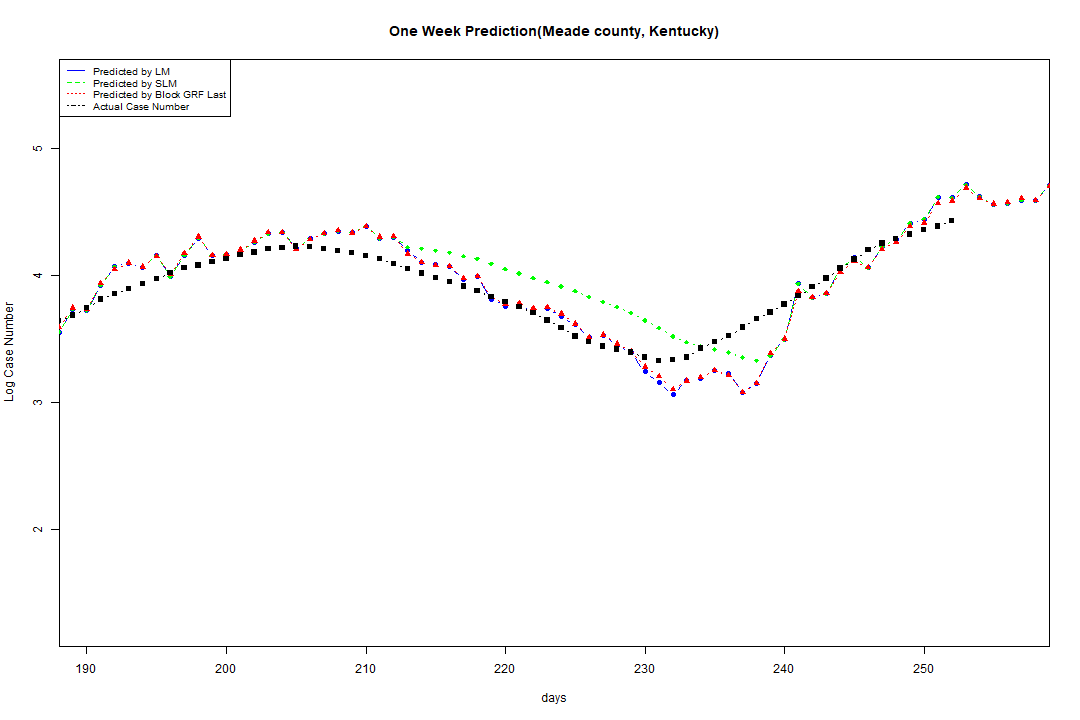 One Week Prediction(Meade county, Kentucky)
Predicted by LM
Predicted by SLM
Predicted by Block GRF Last
Actual Case Number
5
4
3
2
Log Case Number
190 200 210 220 230 240 250
days